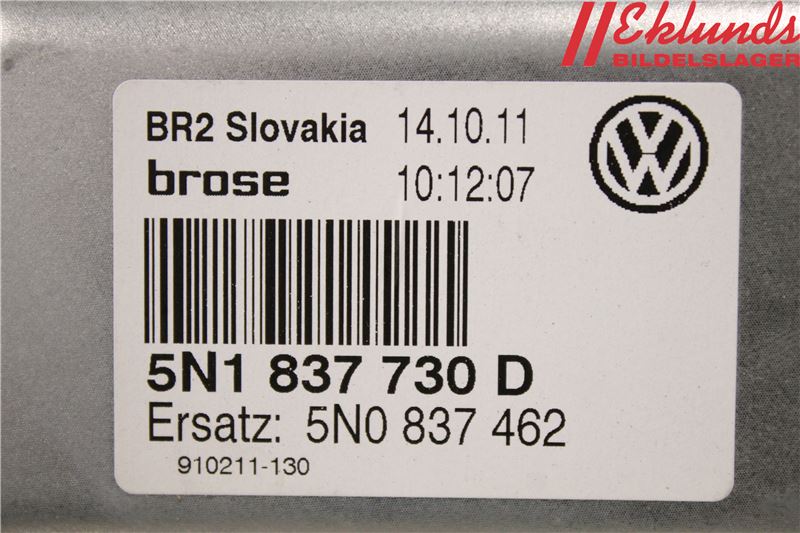 Eklunds
BILDELSLAGER
BR2 Slovakia 14.10.11
brose 10:12:07
VW
5N1 837 730 D
Ersatz: 5N0 837 462
910211-130